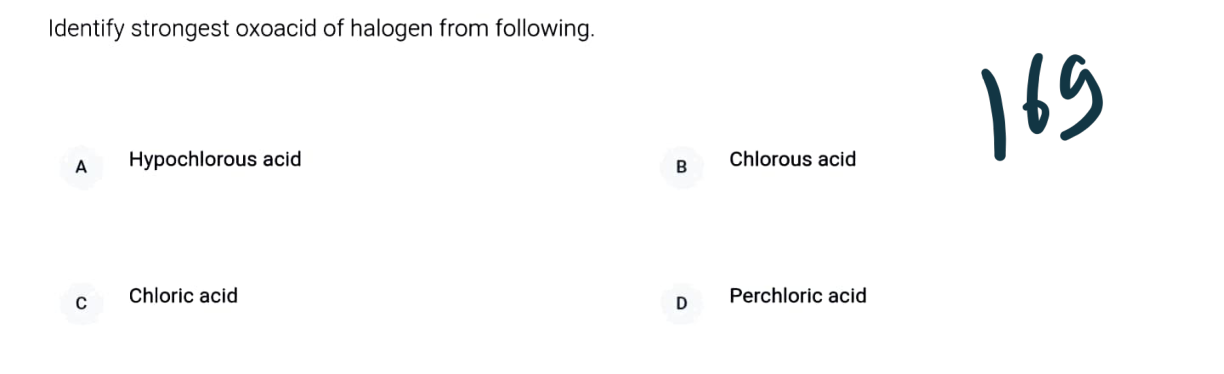 Identify strongest oxoacid of halogen from following.
169
A Hypochlorous acid
B Chlorous acid
C Chloric acid
D Perchloric acid